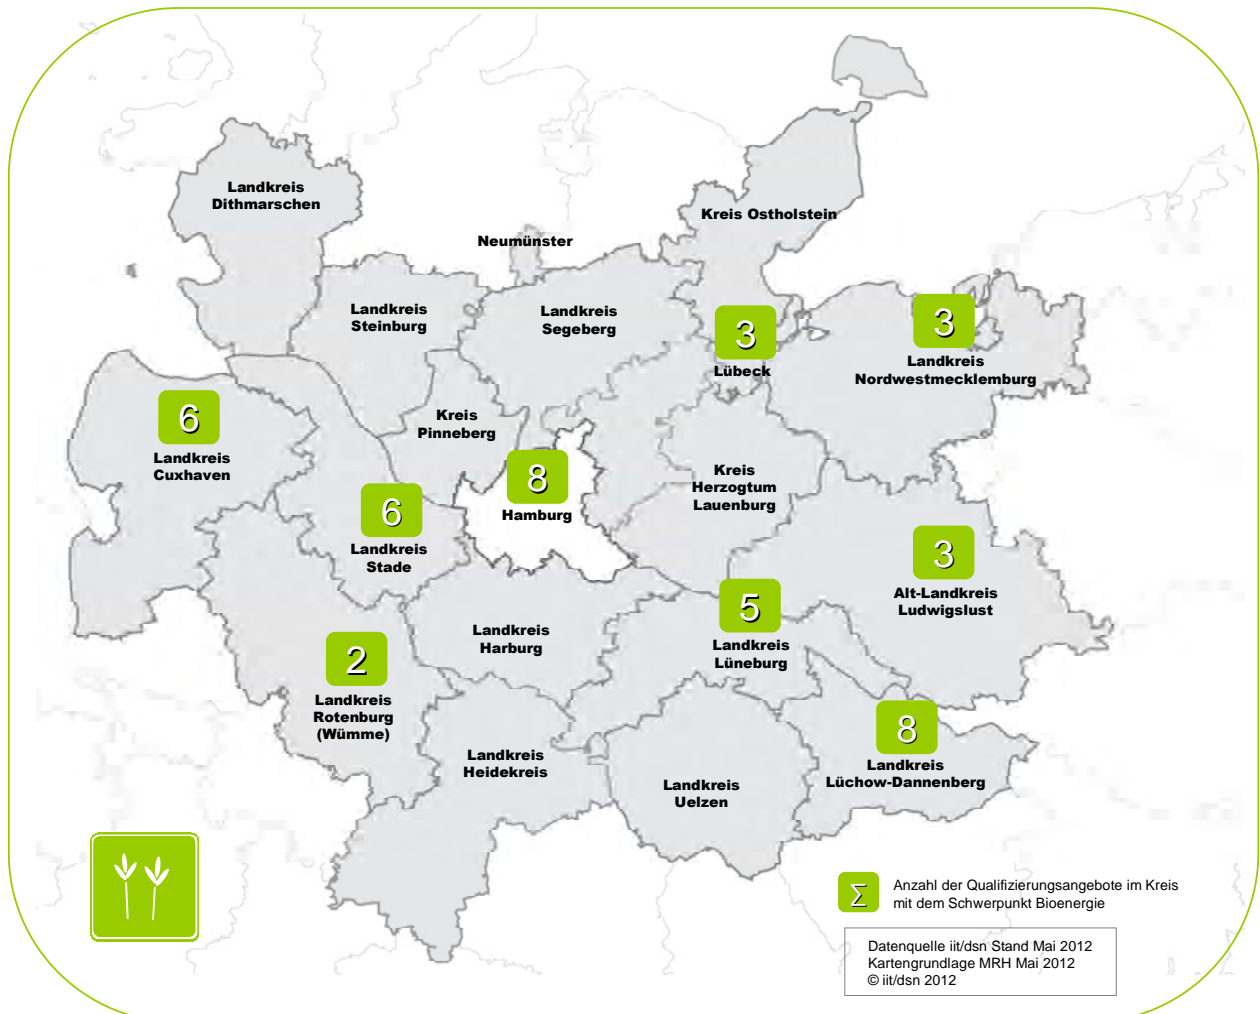 Landkreis
Dithmarschen
Kreis Ostholstein
Neumünster
Landkreis
Steinburg
Landkreis
Segeberg
3
Lübeck
3
Landkreis
Nordwestmecklemburg
6
Landkreis
Cuxhaven
Kreis
Pinneberg
8
Hamburg
Kreis
Herzogtum
Lauenburg
6
Landkreis
Stade
3
Alt-Landkreis
Ludwigslust
5
Landkreis
Lüneburg
Landkreis
Harburg
2
Landkreis
Rotenburg
(Wümme)
8
Landkreis
Lüchow-Dannenberg
Landkreis
Heidekreis
Landkreis
Uelzen
Σ
Anzahl der Qualifizierungsangebote im Kreis
mit dem Schwerpunkt Bioenergie
Datenquelle iit/dsn Stand Mai 2012
Kartengrundlage MRH Mai 2012
© iit/dsn 2012